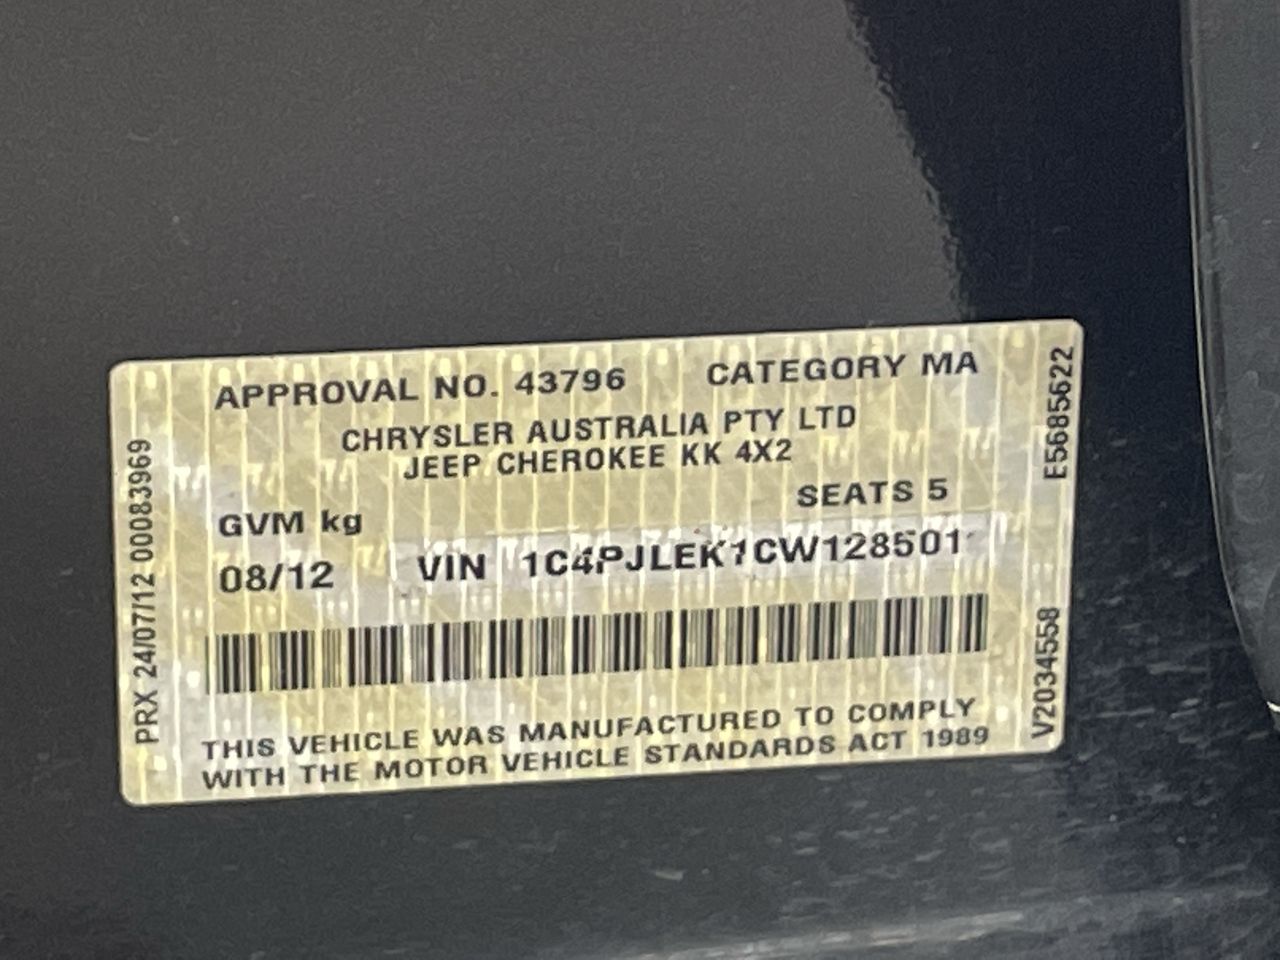 APPROVAL NO. 43796 CATEGORY MA
CHRYSLER AUSTRALIA PTY LTD
JEEP CHEROKEE KK 4X2
SEATS 5
GVM kg
08/12 VIN 1C4PJLEK1CW128501
THIS VEHICLE WAS MANUFACTURED TO COMPLY
WITH THE MOTOR VEHICLE STANDARDS ACT 1989
PRX 24/07/12 00083969
E5685622
V2034558